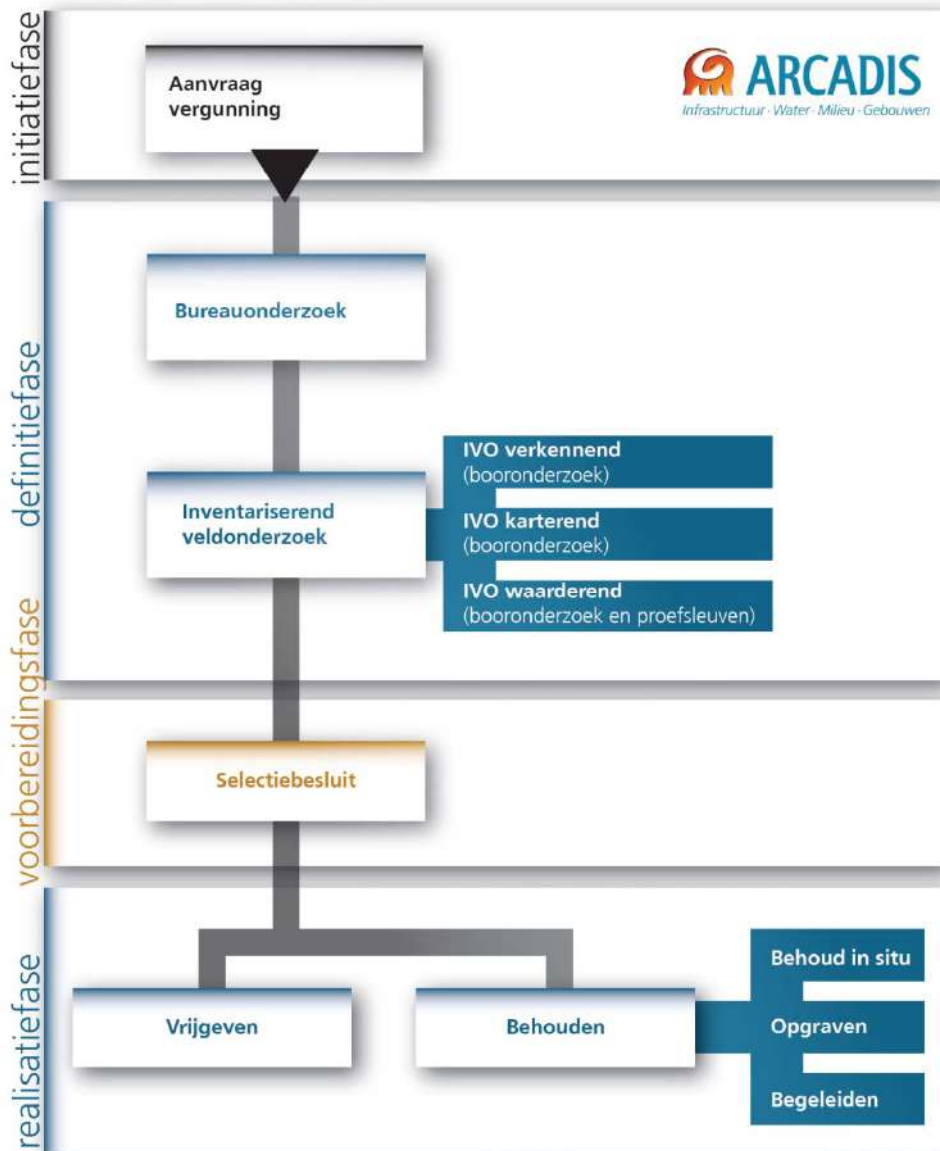 initiatiefase
Aanvraag
vergunning
ARCADIS
Infrastructuur · Water · Milieu · Gebouwen
definitiefase
Bureauonderzoek
Inventariserend
veldonderzoek
IVO verkennend
(booronderzoek)
IVO karterend
(booronderzoek)
IVO waarderend
(booronderzoek en proefsleuven)
voorbereidingsfase
Selectiebesluit
realisatiefase
Vrijgeven
Behouden
Behoud in situ
Opgraven
Begeleiden